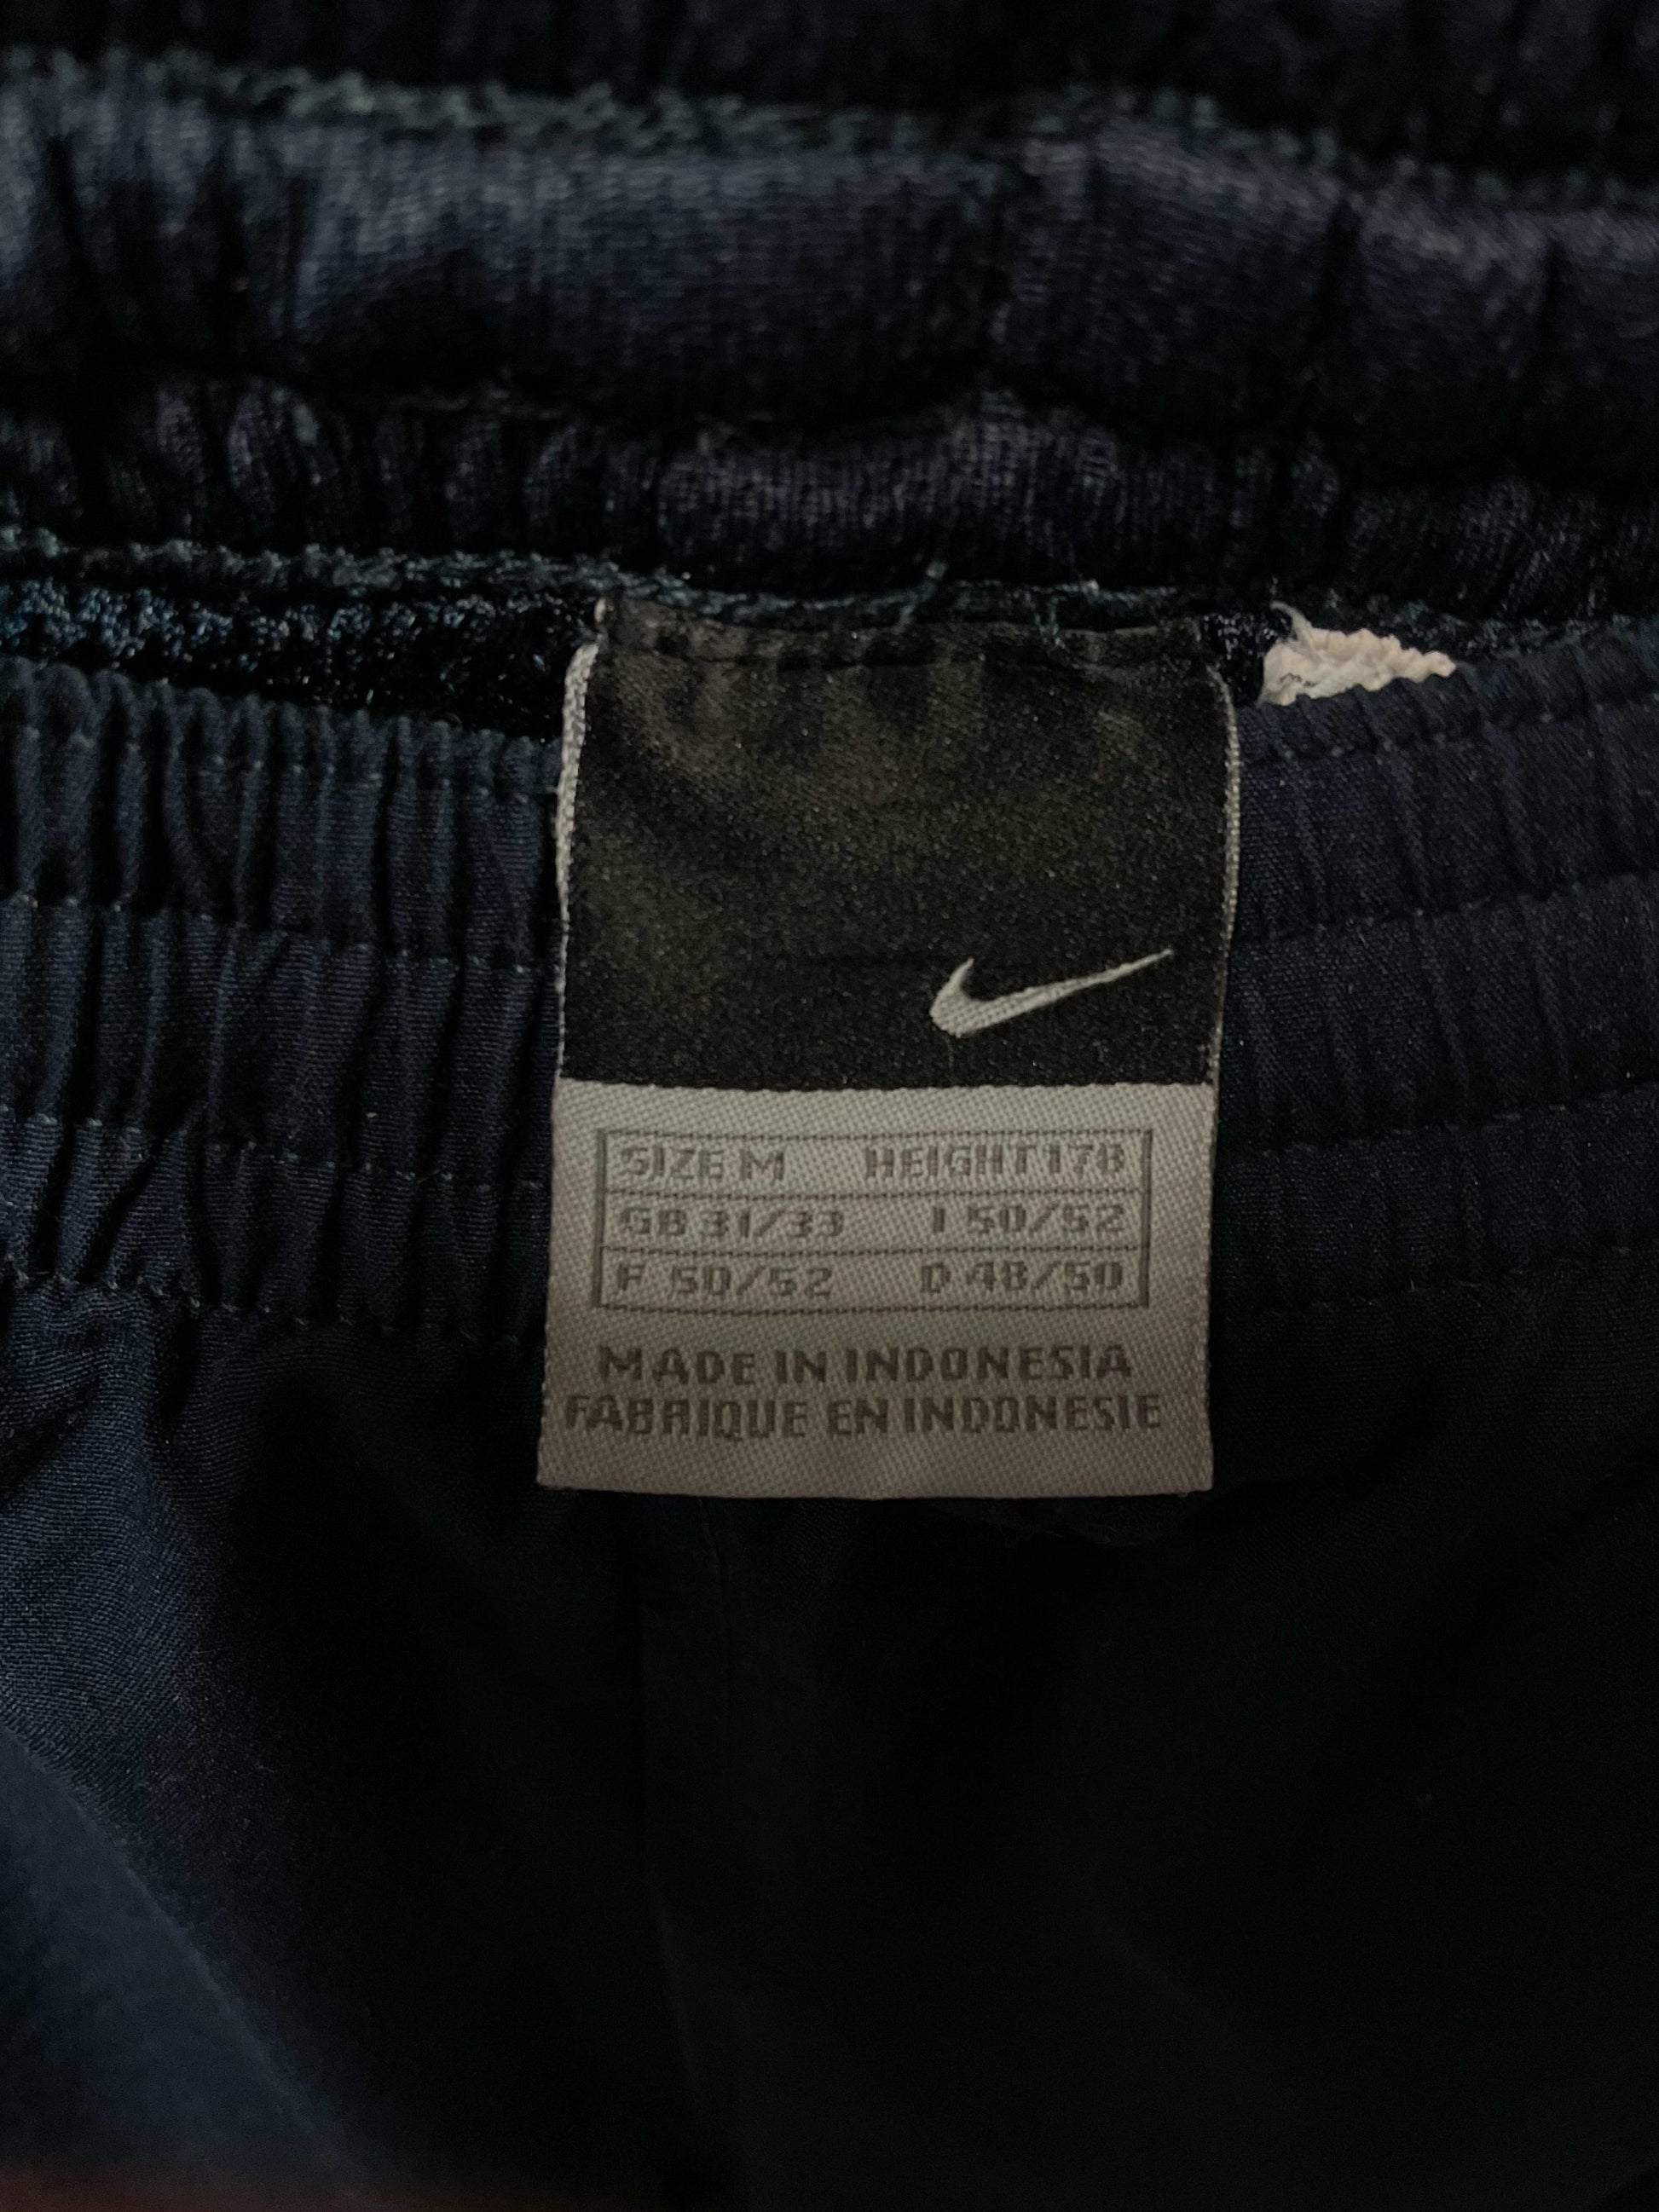 SIZE M HEIGHT 178
GB 31/33 I 50/52
F 50/52 D 48/50
MADE IN INDONESIA
FABRIQUE EN INDONESIE